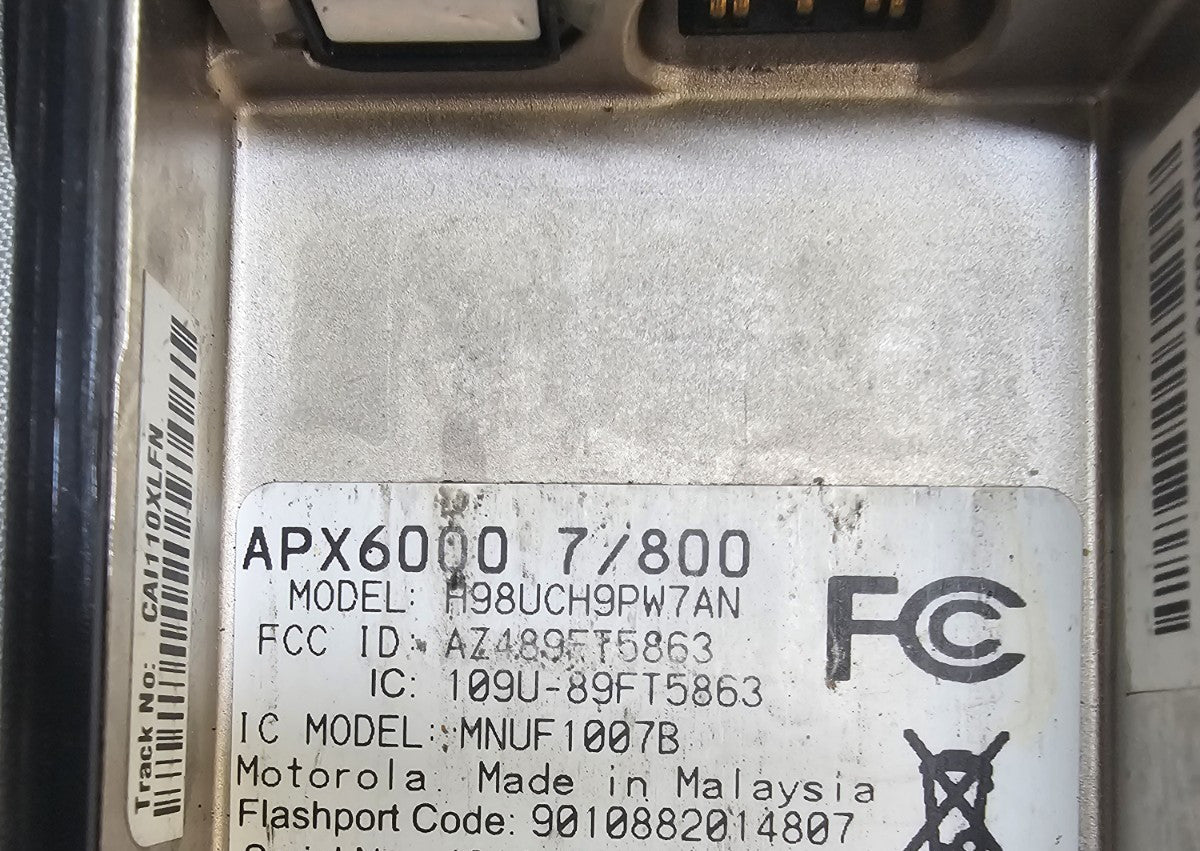 APX6000 7/800
MODEL: H98UCH9PW7AN
FCC ID: AZ489FT5863
IC: 109U-89FT5863
IC MODEL: MNUF1007B
Motorola Made in Malaysia
Flashport Code: 9010882014807
Track No: CAI110XLFN
FC